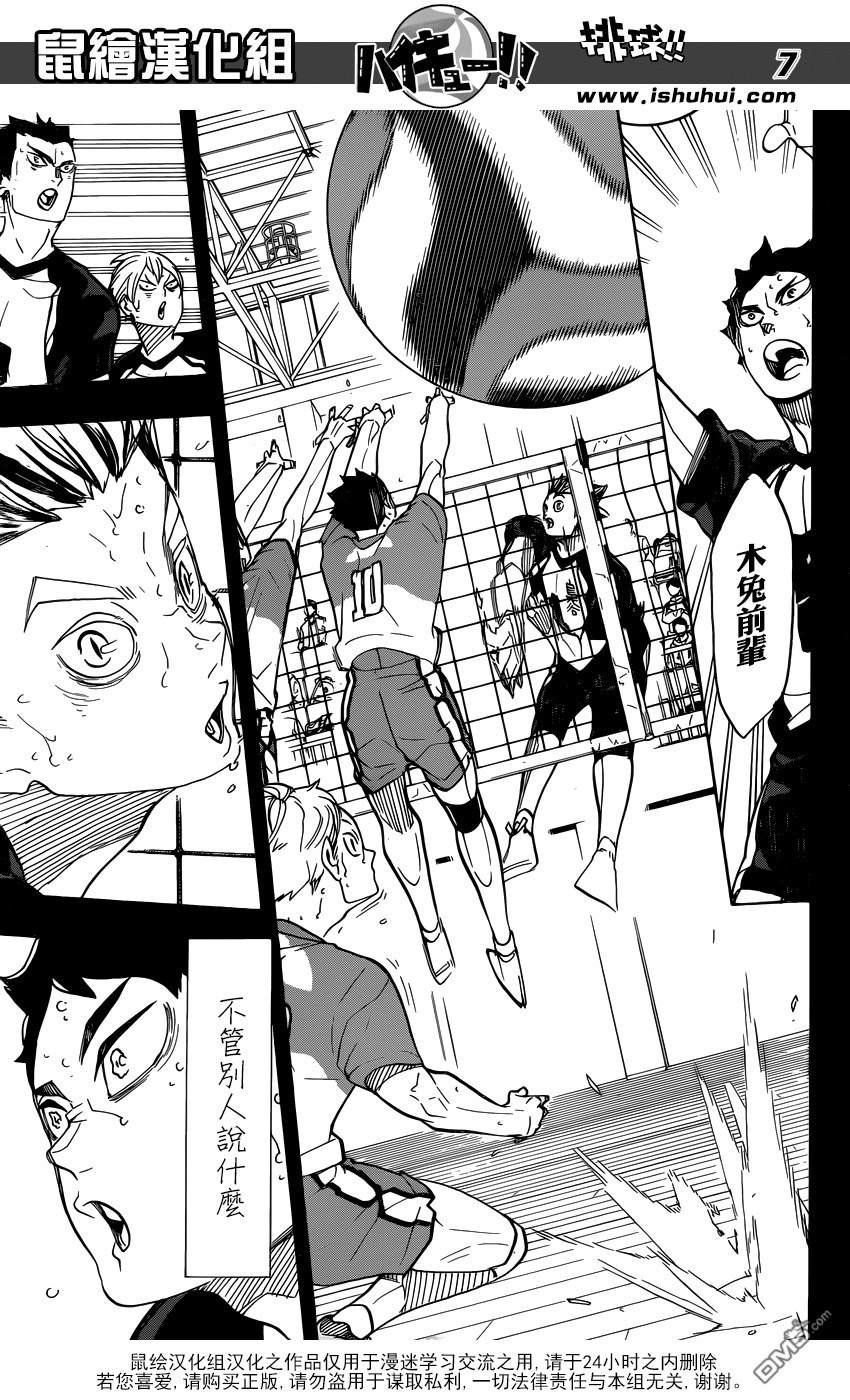 鼠繪漢化組
ハイキュー!!
排球!!
7
www.ishuhui.com
木兔前輩
10
不管別人說什麼
DM5.com
鼠绘汉化组汉化之作品仅用于漫迷学习交流之用,请于24小时之内删除
若您喜爱,请购买正版,请勿盗用于谋取私利,一切法律责任与本组无关,谢谢。